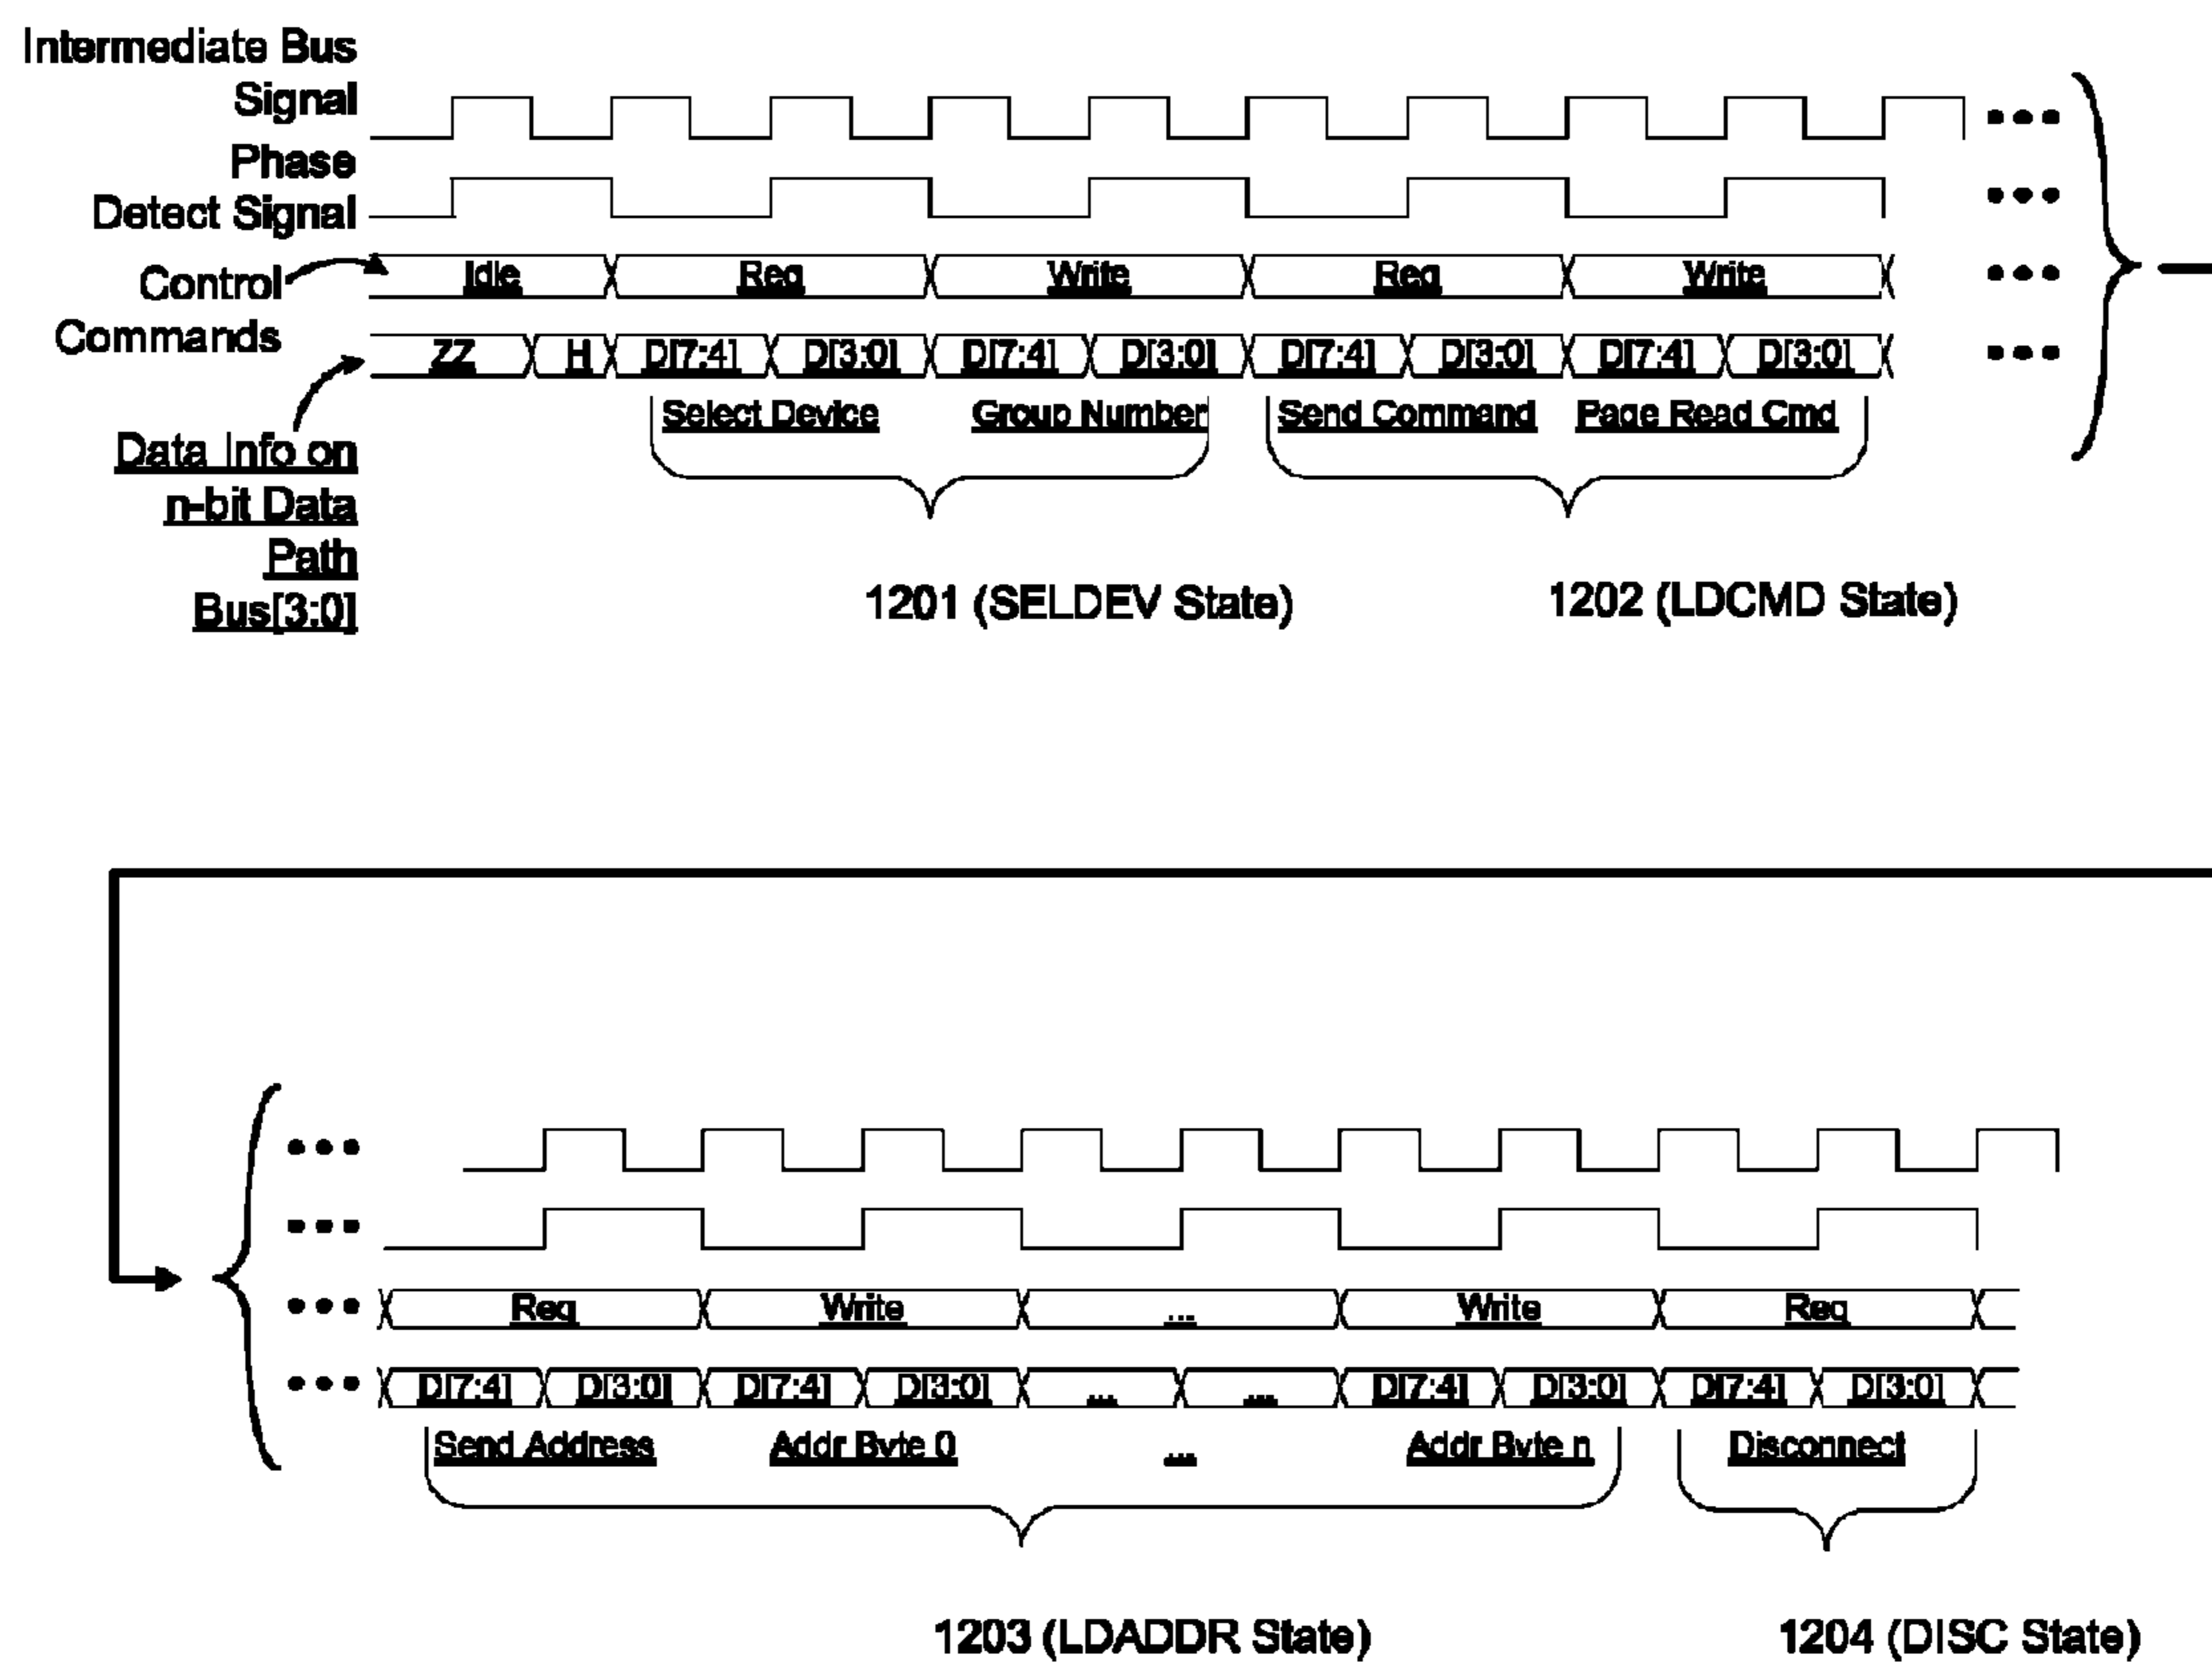 Intermediate Bus
Signal
Phase
Detect Signal
Control
Commands
Idle Req Write Req Write
ZZ H D[7:4] D[3:0] D[7:4] D[3:0] D[7:4] D[3:0] D[7:4] D[3:0]
Select Device Group Number Send Command Page Read Cmd
Data Info on
n-bit Data
Path
Bus[3:0]
1201 (SELDEV State) 1202 (LDCMD State)
Req Write ... Write Req
D[7:4] D[3:0] D[7:4] D[3:0] ... ... D[7:4] D[3:0] D[7:4] D[3:0]
Send Address Addr Byte 0 ... Addr Byte n Disconnect
1203 (LDADDR State) 1204 (DISC State)